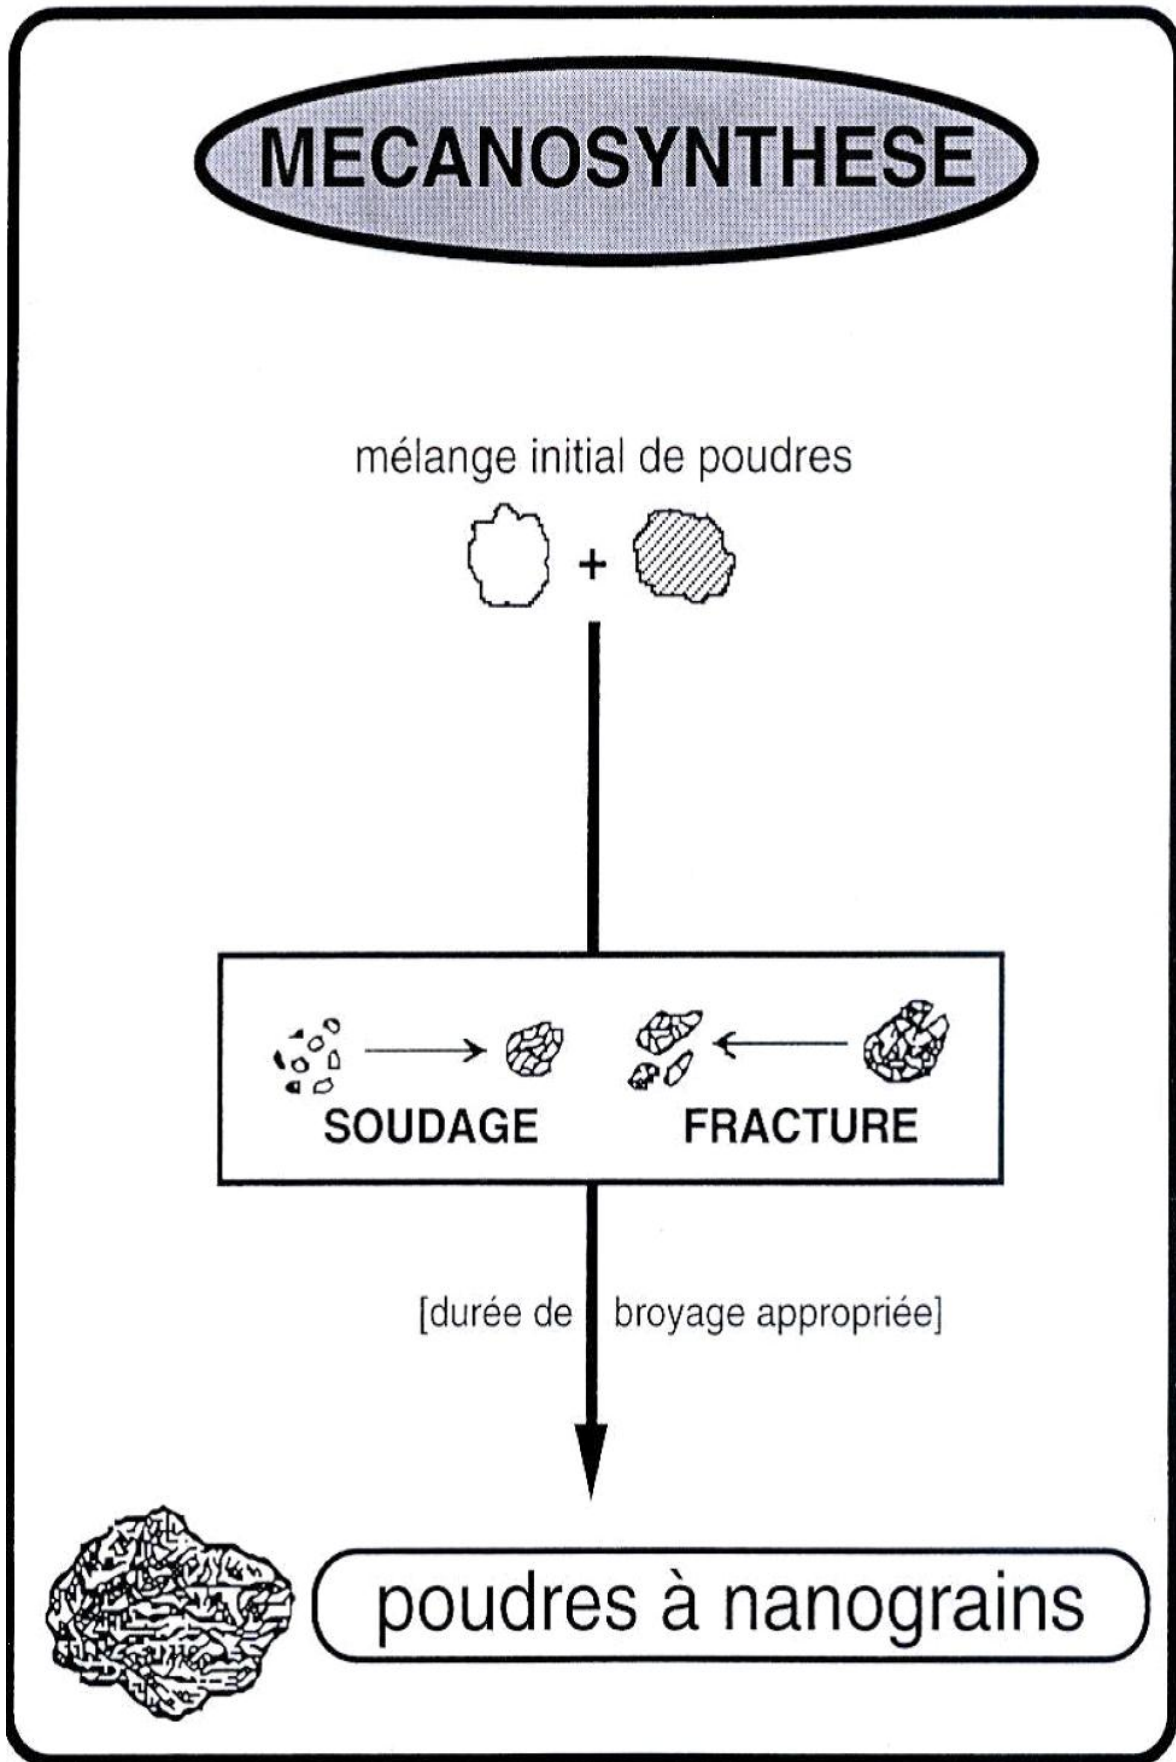 MECANOSYNTHESE
mélange initial de poudres
+
SOUDAGE FRACTURE
[durée de broyage appropriée]
poudres à nanograins